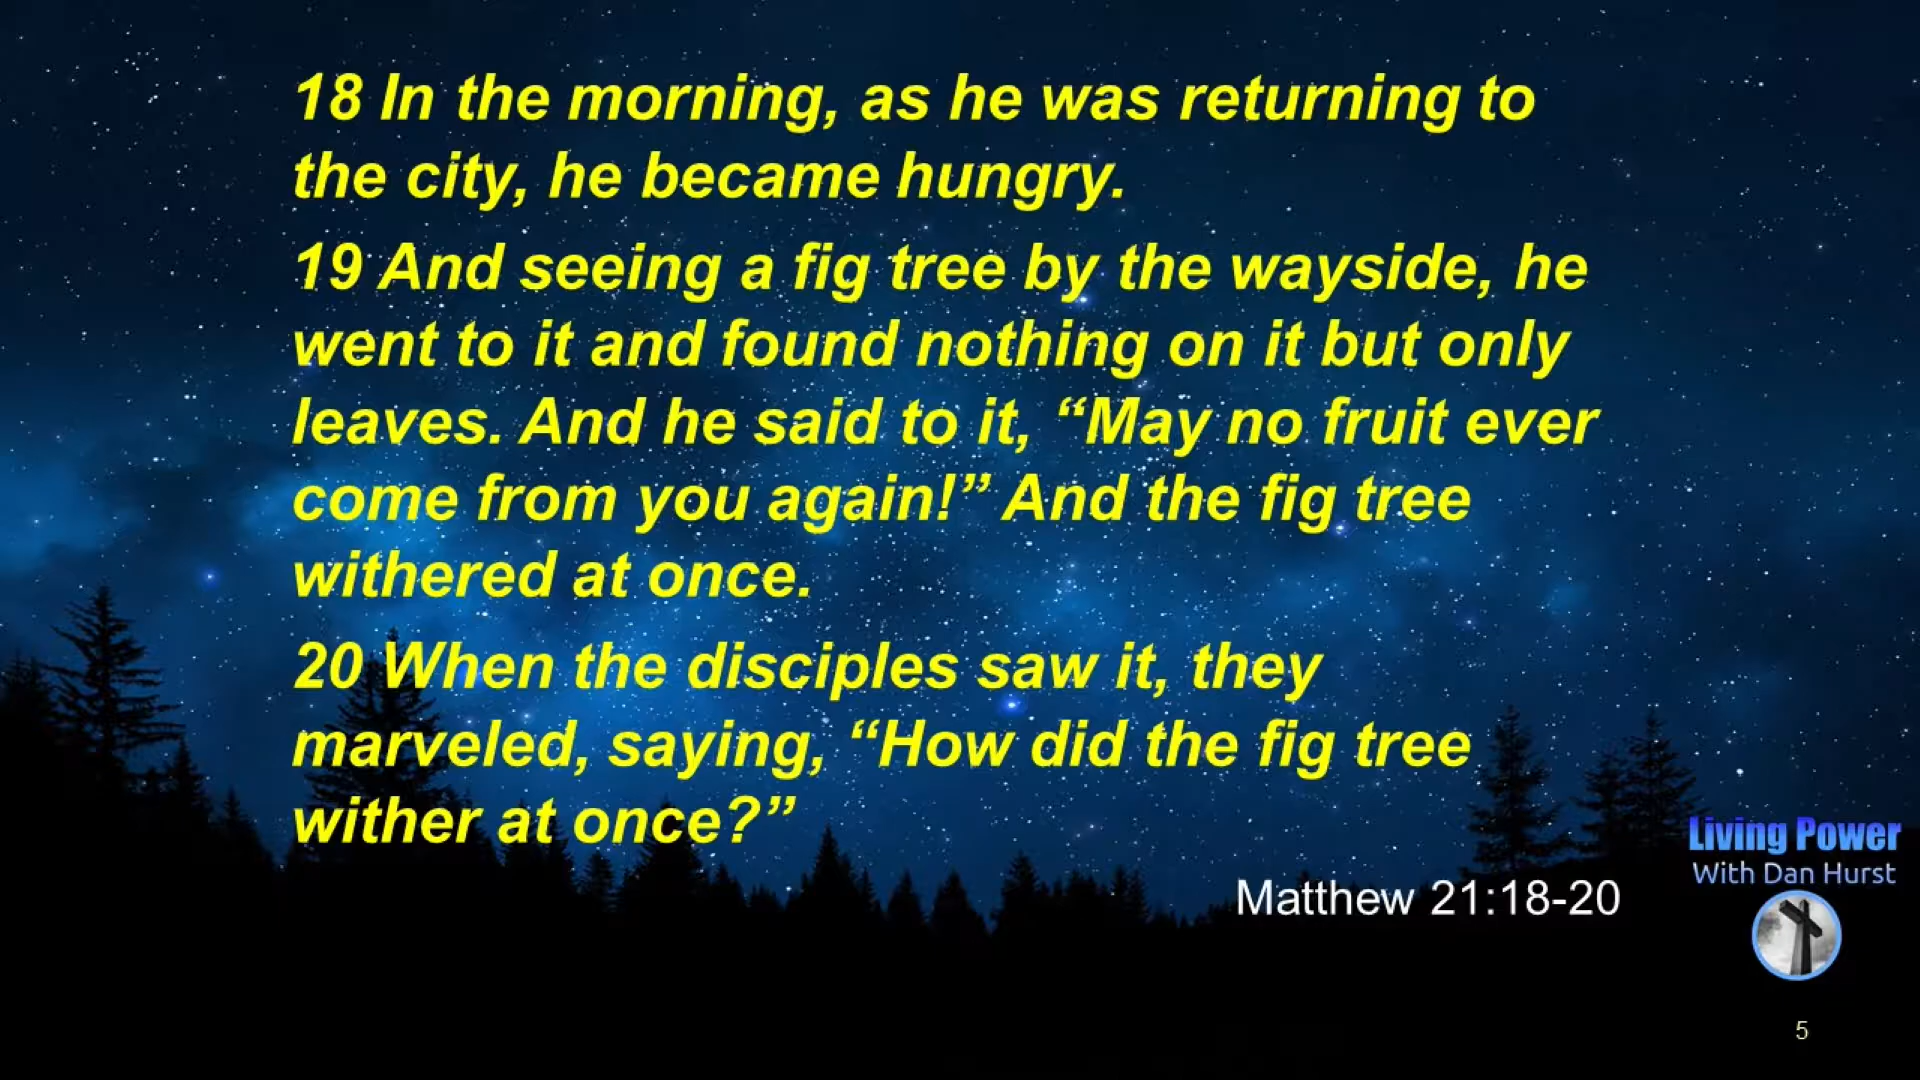 18 In the morning, as he was returning to
the city, he became hungry.
19 And seeing a fig tree by the wayside, he
went to it and found nothing on it but only
leaves. And he said to it, “May no fruit ever
come from you again!” And the fig tree
withered at once.
20 When the disciples saw it, they
marveled, saying, “How did the fig tree
wither at once?”
Matthew 21:18-20
Living Power
With Dan Hurst
5